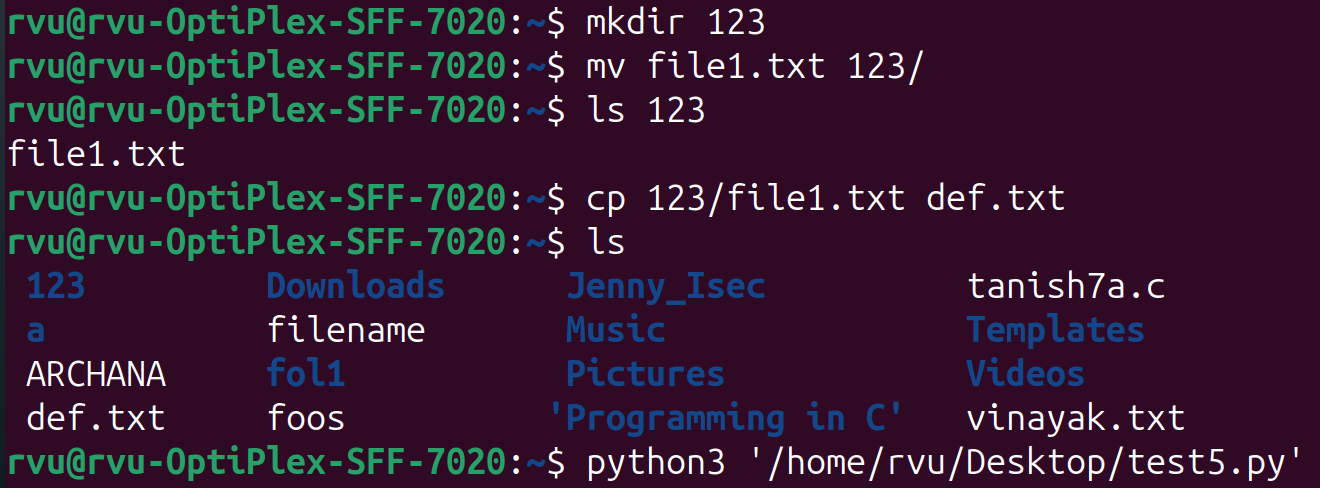 rvu@rvu-OptiPlex-SFF-7020:~$ mkdir 123
rvu@rvu-OptiPlex-SFF-7020:~$ mv file1.txt 123/
rvu@rvu-OptiPlex-SFF-7020:~$ ls 123
file1.txt
rvu@rvu-OptiPlex-SFF-7020:~$ cp 123/file1.txt def.txt
rvu@rvu-OptiPlex-SFF-7020:~$ ls
123 Downloads Jenny_Isec tanish7a.c
a filename Music Templates
ARCHANA fol1 Pictures Videos
def.txt foos 'Programming in C' vinayak.txt
rvu@rvu-OptiPlex-SFF-7020:~$ python3 '/home/rvu/Desktop/test5.py'